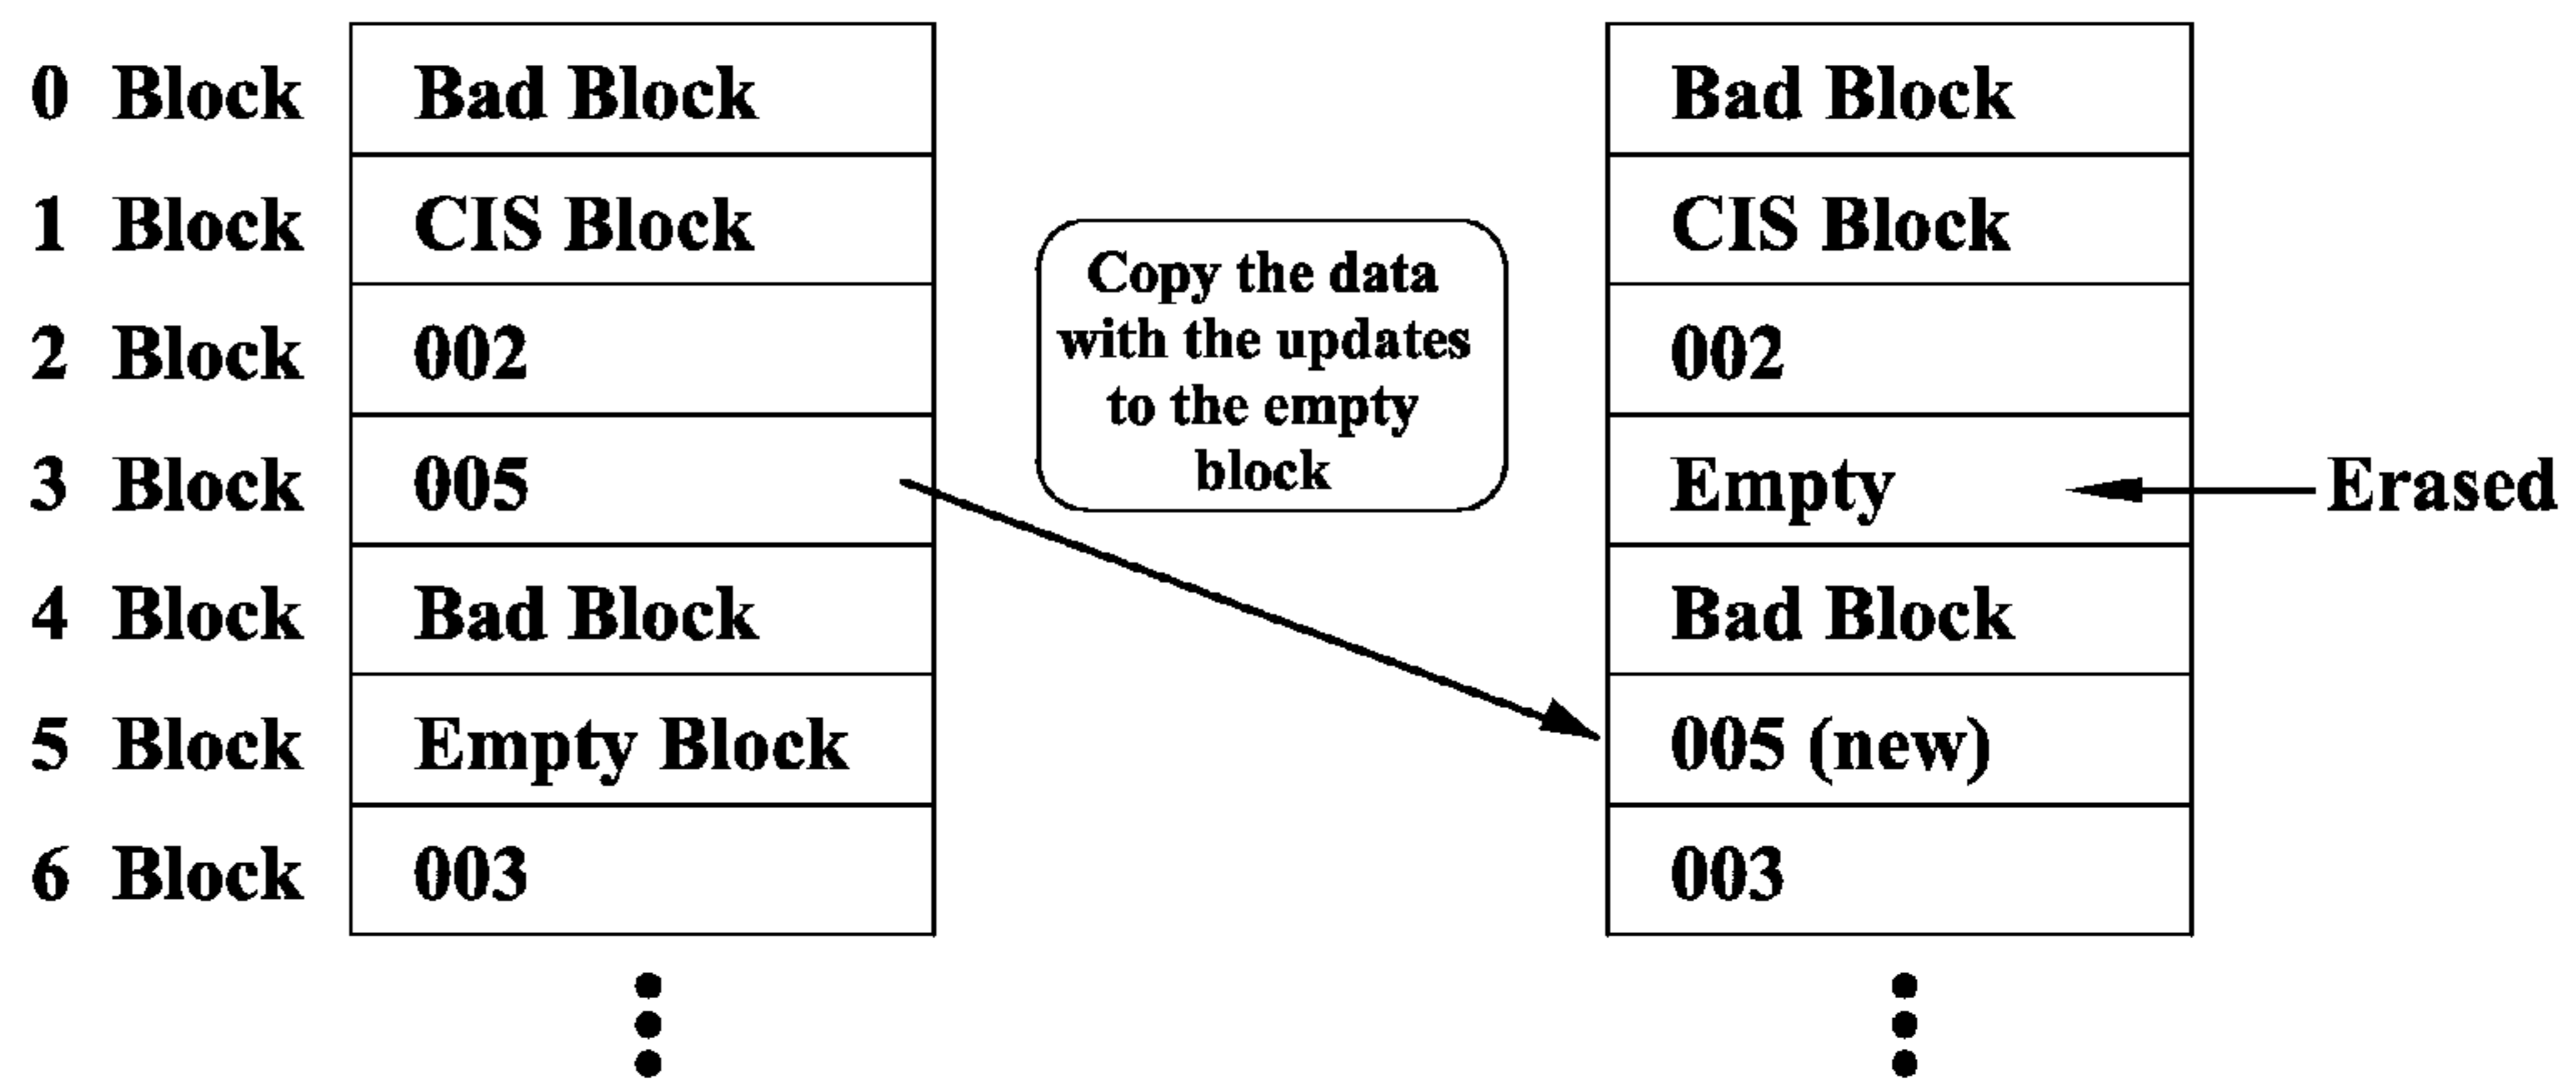 0 Block Bad Block Bad Block
1 Block CIS Block CIS Block
Copy the data
with the updates
to the empty
block
2 Block 002 002
3 Block 005 Empty Erased
4 Block Bad Block Bad Block
5 Block Empty Block 005 (new)
6 Block 003 003